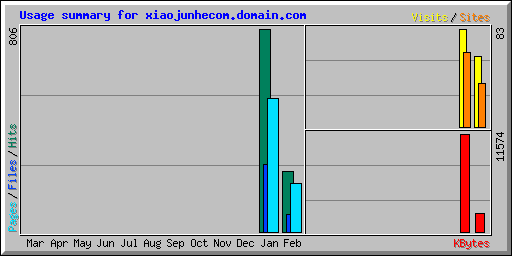 Usage summary for xiaojunhecom.domain.com
Visits / Sites
806
83
11574
Pages / Files / Hits
Mar Apr May Jun Jul Aug Sep Oct Nov Dec Jan Feb
KBytes